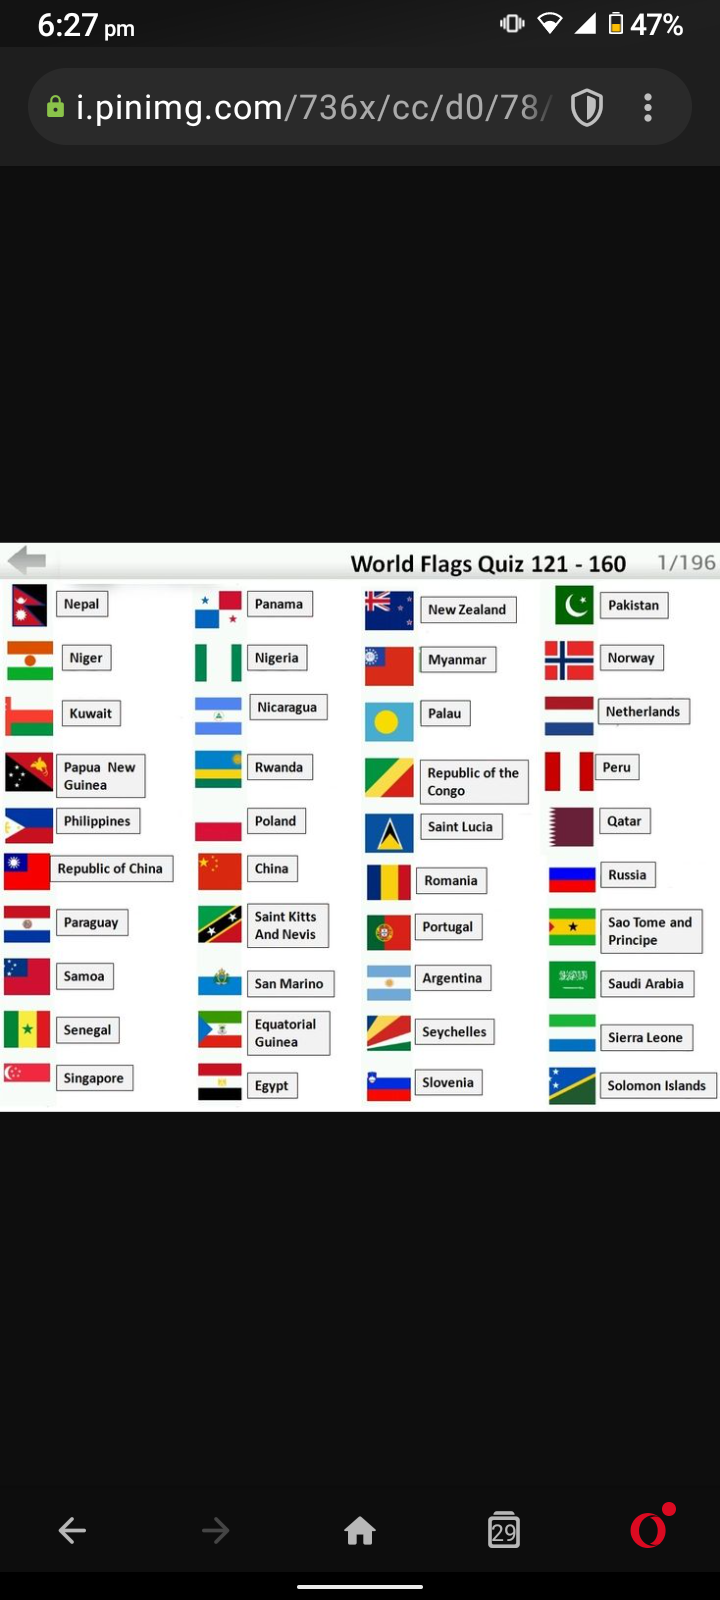 6:27 pm
47%
i.pinimg.com/736x/cc/d0/78/
World Flags Quiz 121 - 160
1/196
Nepal
Panama
New Zealand
Pakistan
Niger
Nigeria
Myanmar
Norway
Kuwait
Nicaragua
Palau
Netherlands
Papua New
Guinea
Rwanda
Republic of the
Congo
Peru
Philippines
Poland
Saint Lucia
Qatar
Republic of China
China
Romania
Russia
Paraguay
Saint Kitts
And Nevis
Portugal
Sao Tome and
Principe
Samoa
San Marino
Argentina
Saudi Arabia
Senegal
Equatorial
Guinea
Seychelles
Sierra Leone
Singapore
Egypt
Slovenia
Solomon Islands
29